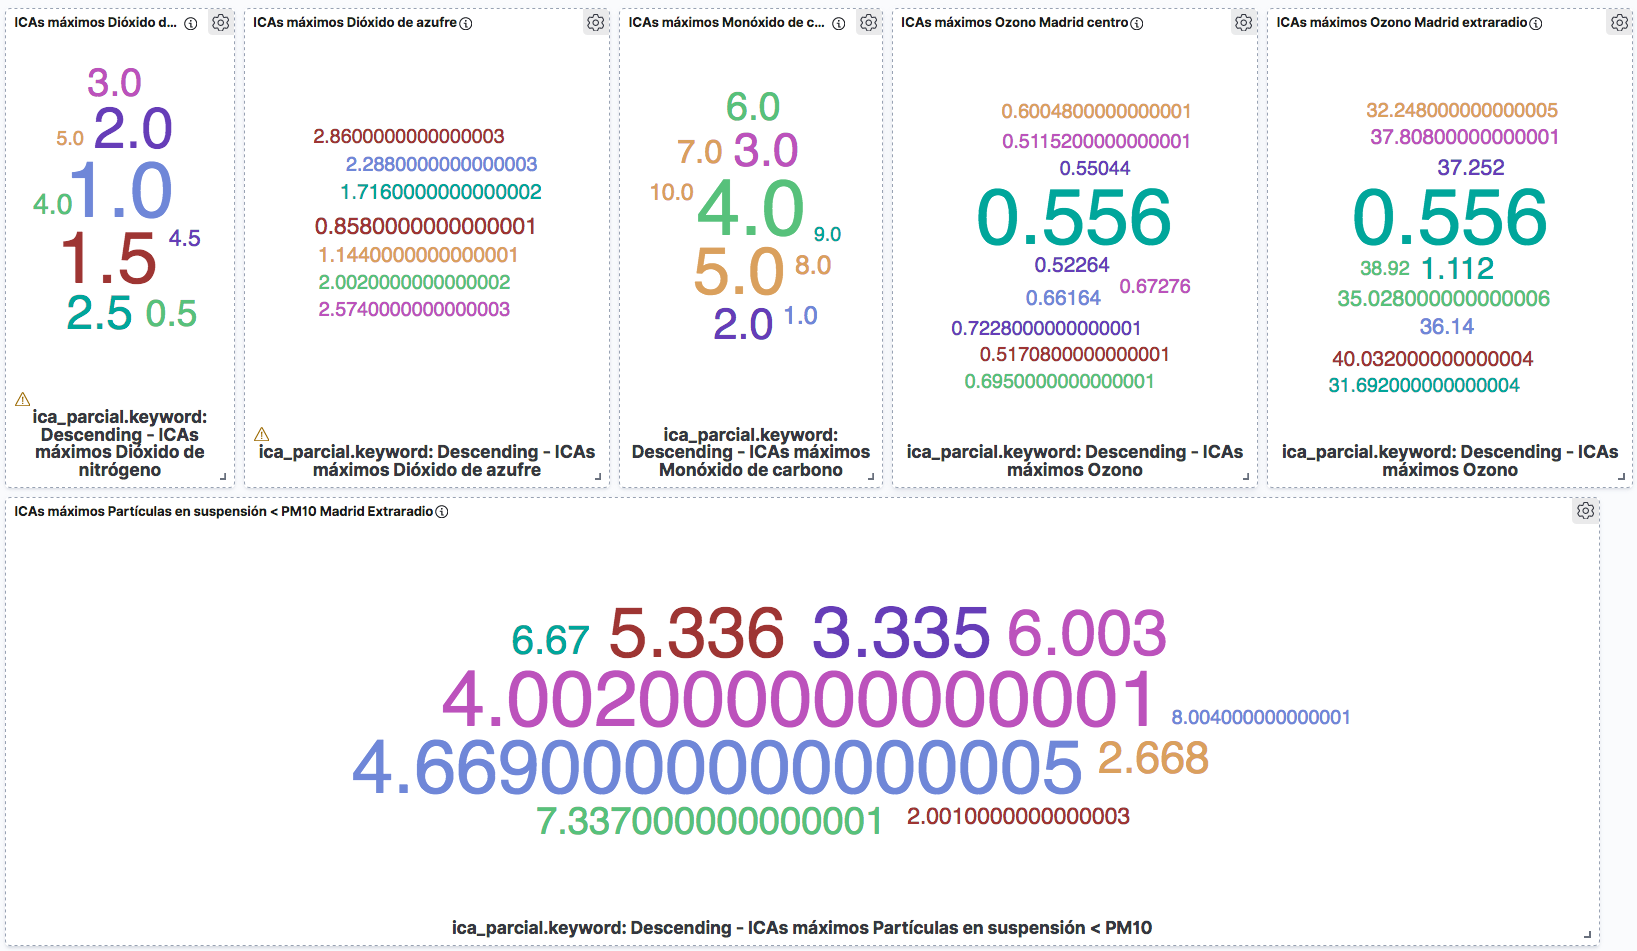 ICAs máximos Dióxido d...
3.0
2.0
5.0
1.0
4.0
1.5
4.5
2.5
0.5
ica_parcial.keyword:
Descending - ICAs
máximos Dióxido de
nitrógeno
ICAs máximos Dióxido de azufre
2.8600000000000003
2.2880000000000003
1.7160000000000002
0.8580000000000001
1.1440000000000001
2.0020000000000002
2.5740000000000003
ica_parcial.keyword: Descending - ICAs
máximos Dióxido de azufre
ICAs máximos Monóxido de c...
6.0
7.0
3.0
10.0
4.0
9.0
5.0
8.0
2.0
1.0
ica_parcial.keyword:
Descending - ICAs máximos
Monóxido de carbono
ICAs máximos Ozono Madrid centro
0.6004800000000001
0.5115200000000001
0.55044
0.556
0.52264
0.67276
0.66164
0.7228000000000001
0.5170800000000001
0.6950000000000001
ica_parcial.keyword: Descending - ICAs
máximos Ozono
ICAs máximos Ozono Madrid extraradio
32.248000000000005
37.80800000000001
37.252
0.556
38.92
1.112
35.028000000000006
36.14
40.032000000000004
31.692000000000004
ica_parcial.keyword: Descending - ICAs
máximos Ozono
ICAs máximos Partículas en suspensión < PM10 Madrid Extraradio
6.67
5.336
3.335
6.003
4.002000000000001
8.004000000000001
4.6690000000000005
2.668
7.337000000000001
2.0010000000000003
ica_parcial.keyword: Descending - ICAs máximos Partículas en suspensión < PM10